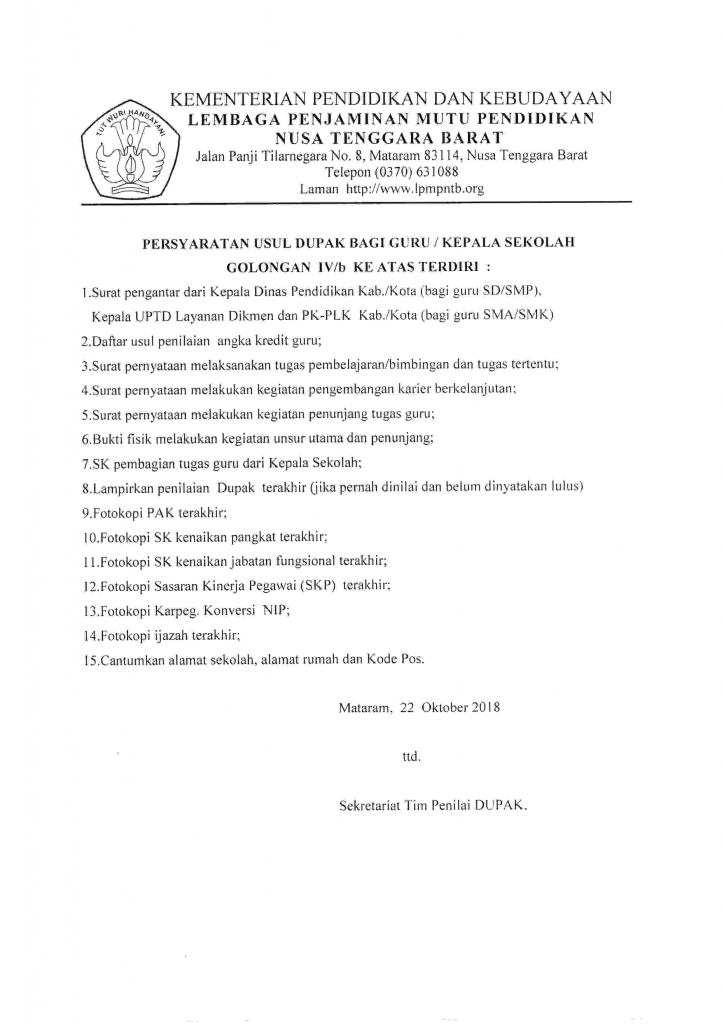 KEMENTERIAN PENDIDIKAN DAN KEBUDAYAAN
LEMBAGA PENJAMINAN MUTU PENDIDIKAN
NUSA TENGGARA BARAT
Jalan Panji Tilarnegara No. 8, Mataram 83114, Nusa Tenggara Barat
Telepon (0370) 631088
Laman http://www.lpmpntb.org
TUT WURI HANDAYANI
PERSYARATAN USUL DUPAK BAGI GURU / KEPALA SEKOLAH
GOLONGAN IV/b KE ATAS TERDIRI :
1.Surat pengantar dari Kepala Dinas Pendidikan Kab./Kota (bagi guru SD/SMP),
Kepala UPTD Layanan Dikmen dan PK-PLK Kab./Kota (bagi guru SMA/SMK)
2.Daftar usul penilaian angka kredit guru;
3.Surat pernyataan melaksanakan tugas pembelajaran/bimbingan dan tugas tertentu;
4.Surat pernyataan melakukan kegiatan pengembangan karier berkelanjutan;
5.Surat pernyataan melakukan kegiatan penunjang tugas guru;
6.Bukti fisik melakukan kegiatan unsur utama dan penunjang;
7.SK pembagian tugas guru dari Kepala Sekolah;
8.Lampirkan penilaian Dupak terakhir (jika pernah dinilai dan belum dinyatakan lulus)
9.Fotokopi PAK terakhir;
10.Fotokopi SK kenaikan pangkat terakhir;
11.Fotokopi SK kenaikan jabatan fungsional terakhir;
12.Fotokopi Sasaran Kinerja Pegawai (SKP) terakhir;
13.Fotokopi Karpeg. Konversi NIP;
14.Fotokopi ijazah terakhir;
15.Cantumkan alamat sekolah, alamat rumah dan Kode Pos.
Mataram, 22 Oktober 2018
ttd.
Sekretariat Tim Penilai DUPAK,